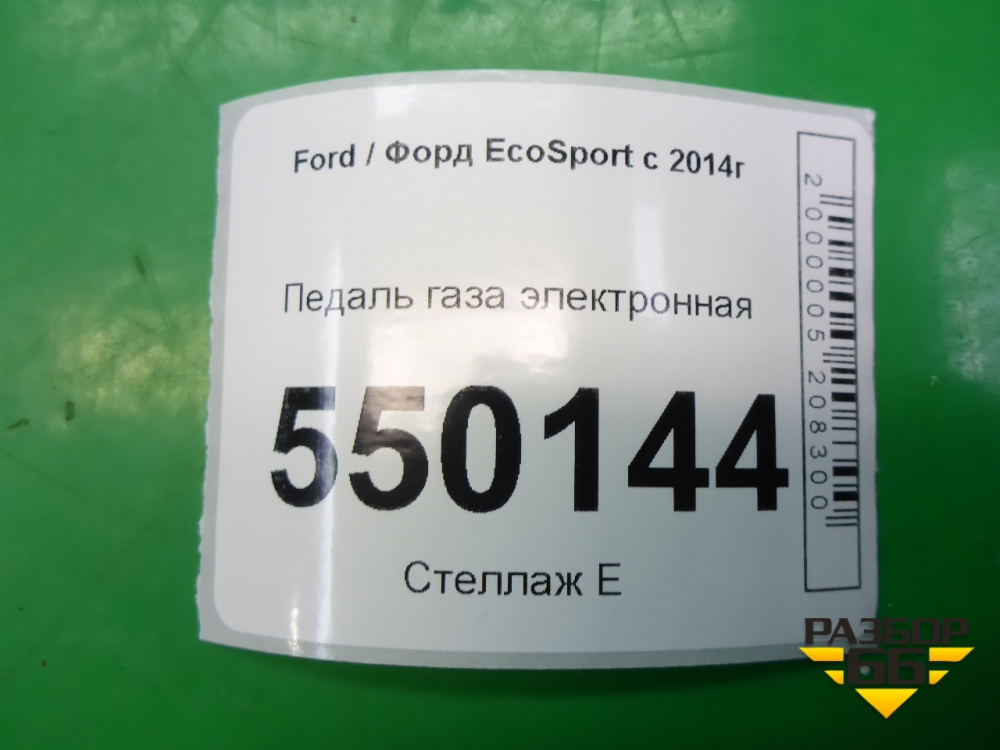 Ford / Форд EcoSport с 2014г
Педаль газа электронная
550144
Стеллаж Е
2000005208300
РАЗБОР
66